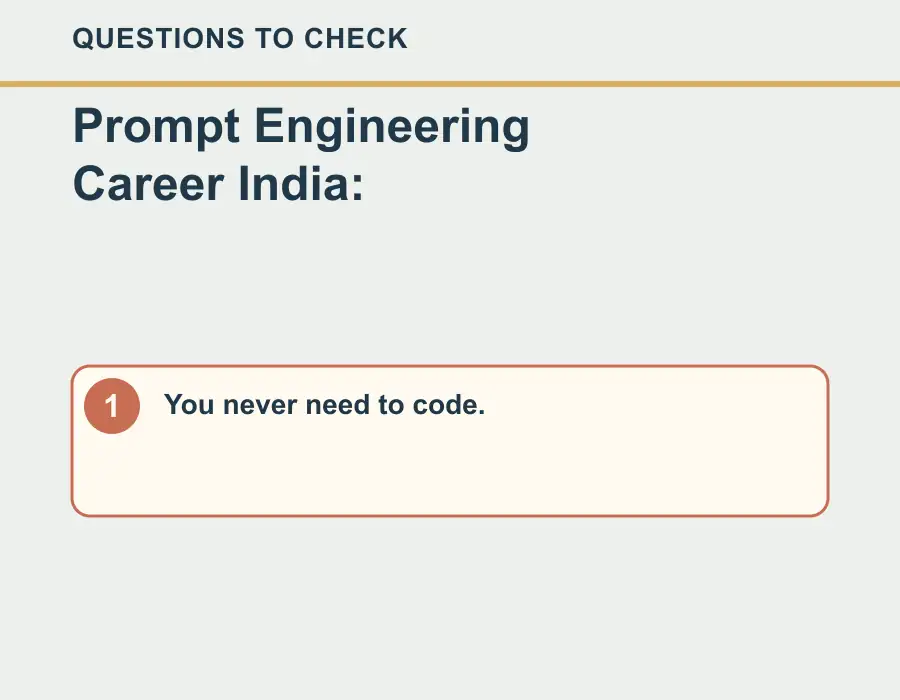 QUESTIONS TO CHECK
Prompt Engineering
Career India:
1
You never need to code.